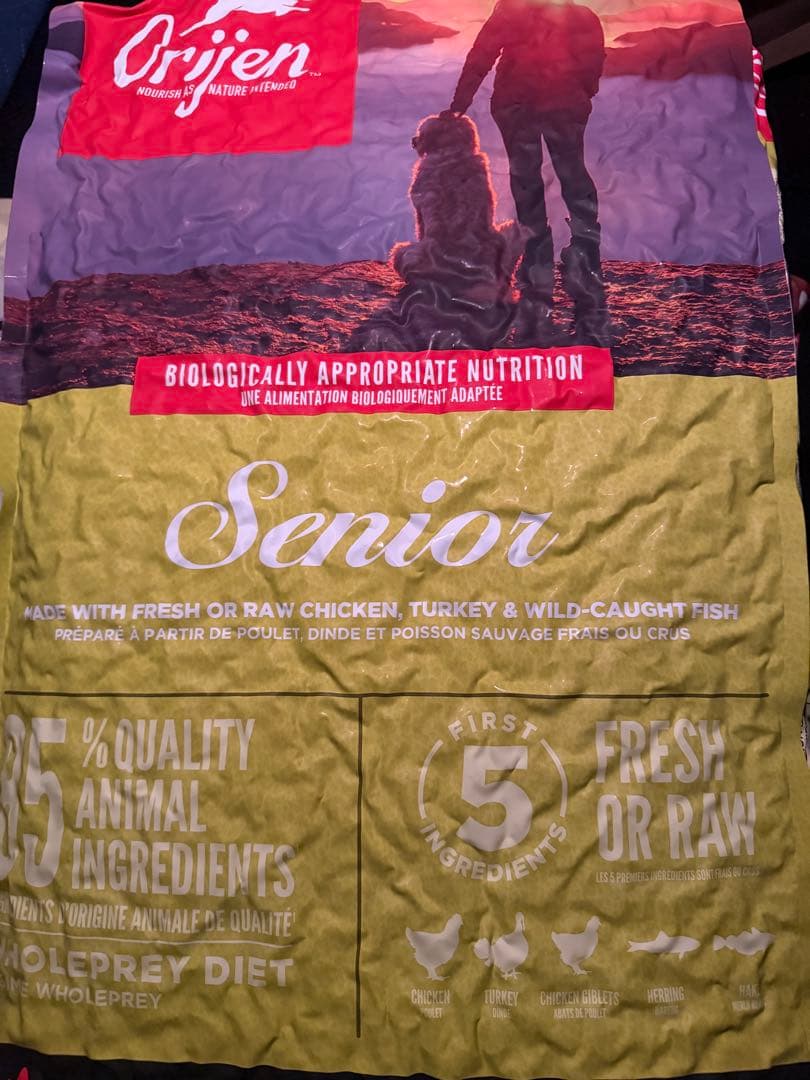 Orijen™
NOURISH AS NATURE INTENDED
BIOLOGICALLY APPROPRIATE NUTRITION
UNE ALIMENTATION BIOLOGIQUEMENT ADAPTÉE
Senior
MADE WITH FRESH OR RAW CHICKEN, TURKEY & WILD-CAUGHT FISH
PRÉPARÉ À PARTIR DE POULET, DINDE ET POISSON SAUVAGE FRAIS OU CRUS
85% QUALITY
ANIMAL
INGREDIENTS
D'ORIGINE ANIMALE DE QUALITÉ
WHOLEPREY DIET
WHOLEPREY
FIRST
5
INGREDIENTS
FRESH
OR RAW
LES 5 PREMIERS INGRÉDIENTS SONT FRAIS OU CRUS
CHICKEN
POULET
TURKEY
DINDE
CHICKEN GIBLETS
ABATS DE POULET
HERRING